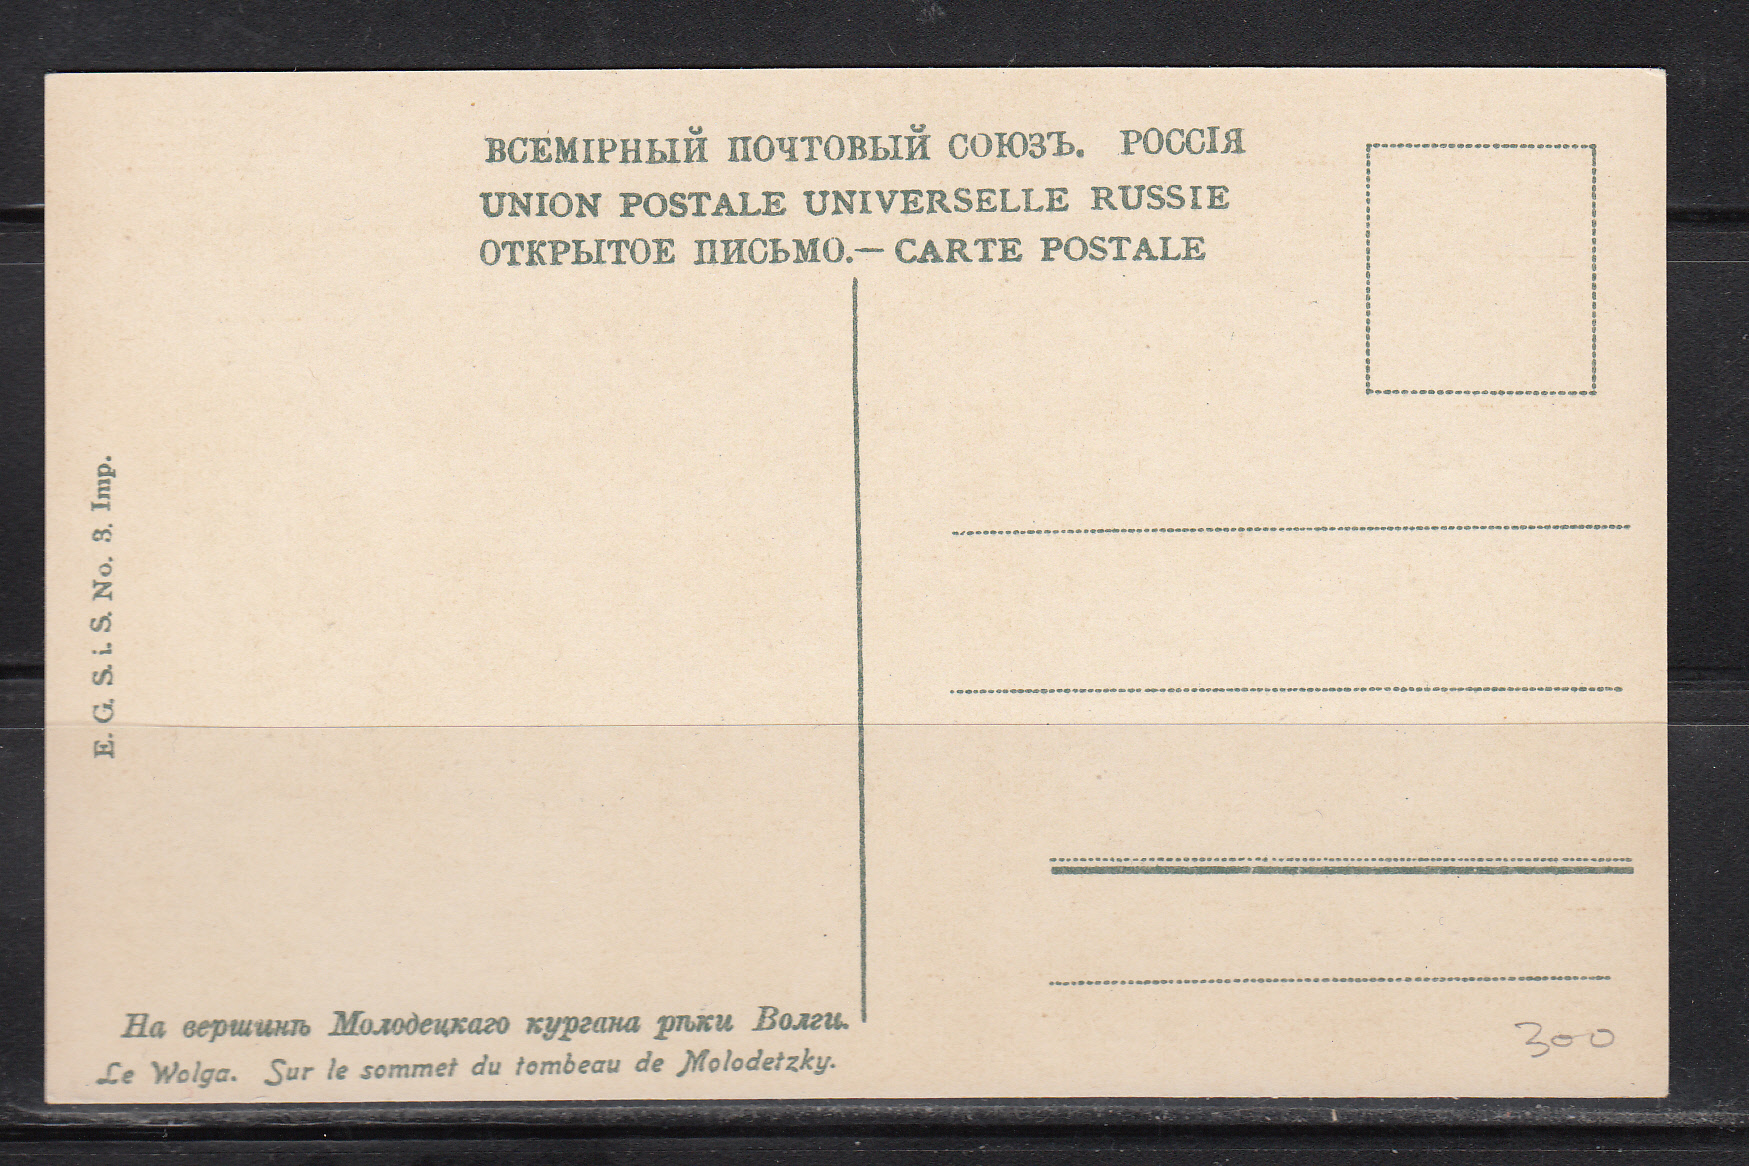 ВСЕМІРНЫЙ ПОЧТОВЫЙ СОЮЗЪ. РОССІЯ
UNION POSTALE UNIVERSELLE RUSSIE
ОТКРЫТОЕ ПИСЬМО.— CARTE POSTALE
E. G. S. i. S. No. 3. Imp.
На вершинѣ Молодецкаго кургана рѣки Волги.
Le Wolga. Sur le sommet du tombeau de Molodetzky.
300